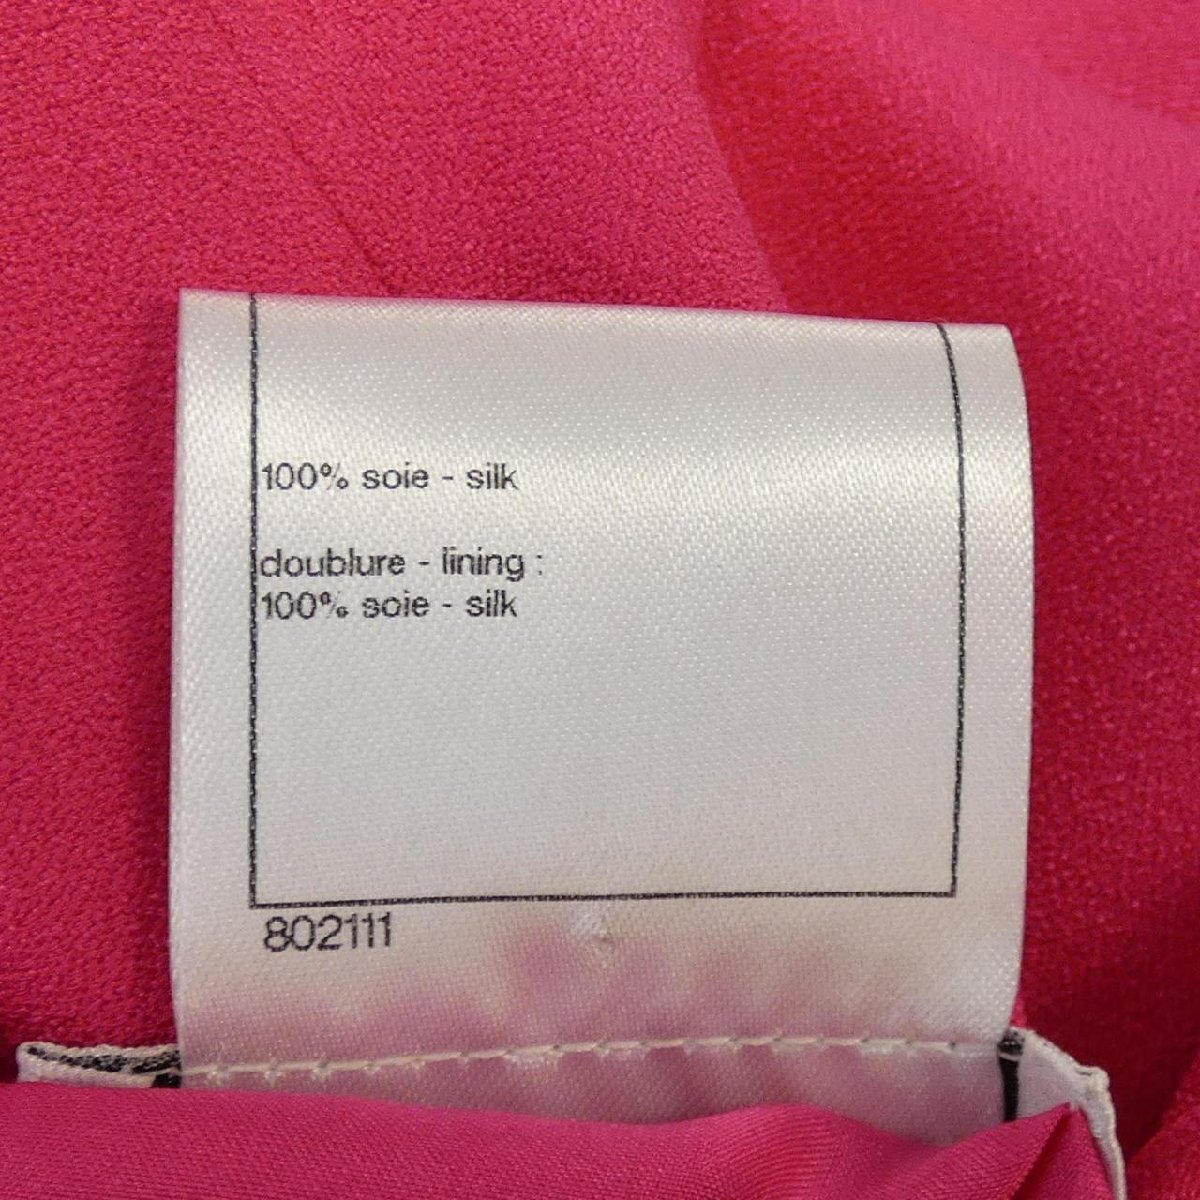 100% soie - silk
doublure - lining :
100% soie - silk
802111